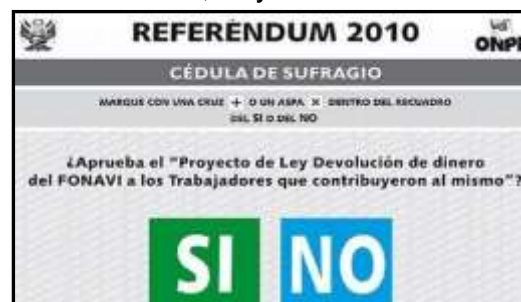 REFERÉNDUM 2010
ONPE
CÉDULA DE SUFRAGIO
MARQUE CON UNA CRUZ + O UN ASPA × DENTRO DEL RECUADRO
DEL SI O DEL NO
¿Aprueba el "Proyecto de Ley Devolución de dinero
del FONAVI a los Trabajadores que contribuyeron al mismo"?
SI NO